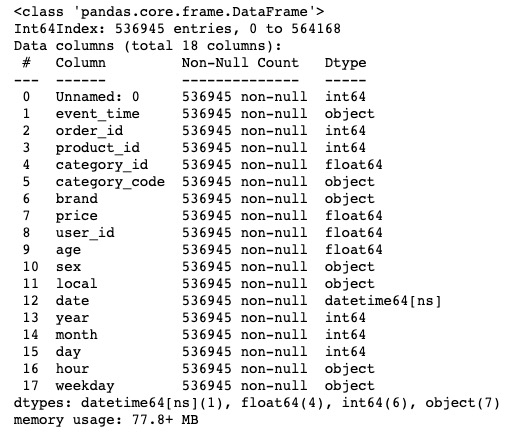 <class 'pandas.core.frame.DataFrame'>
Int64Index: 536945 entries, 0 to 564168
Data columns (total 18 columns):
 #   Column         Non-Null Count   Dtype
---  ------         --------------   -----
 0   Unnamed: 0     536945 non-null  int64
 1   event_time     536945 non-null  object
 2   order_id       536945 non-null  int64
 3   product_id     536945 non-null  int64
 4   category_id    536945 non-null  float64
 5   category_code  536945 non-null  object
 6   brand          536945 non-null  object
 7   price          536945 non-null  float64
 8   user_id        536945 non-null  float64
 9   age            536945 non-null  float64
 10  sex            536945 non-null  object
 11  local          536945 non-null  object
 12  date           536945 non-null  datetime64[ns]
 13  year           536945 non-null  int64
 14  month          536945 non-null  int64
 15  day            536945 non-null  int64
 16  hour           536945 non-null  object
 17  weekday        536945 non-null  object
dtypes: datetime64[ns](1), float64(4), int64(6), object(7)
memory usage: 77.8+ MB